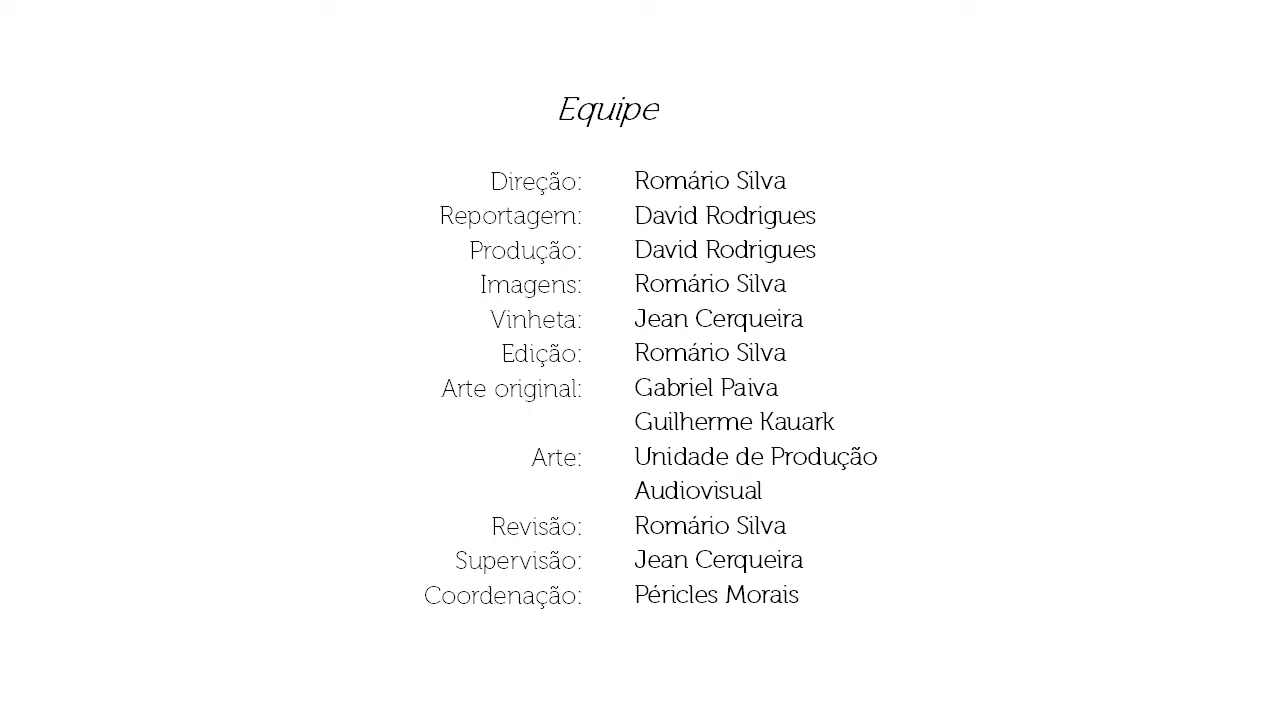 Equipe
Direção: Romário Silva
Reportagem: David Rodrigues
Produção: David Rodrigues
Imagens: Romário Silva
Vinheta: Jean Cerqueira
Edição: Romário Silva
Arte original: Gabriel Paiva
Guilherme Kauark
Arte: Unidade de Produção
Audiovisual
Revisão: Romário Silva
Supervisão: Jean Cerqueira
Coordenação: Péricles Morais